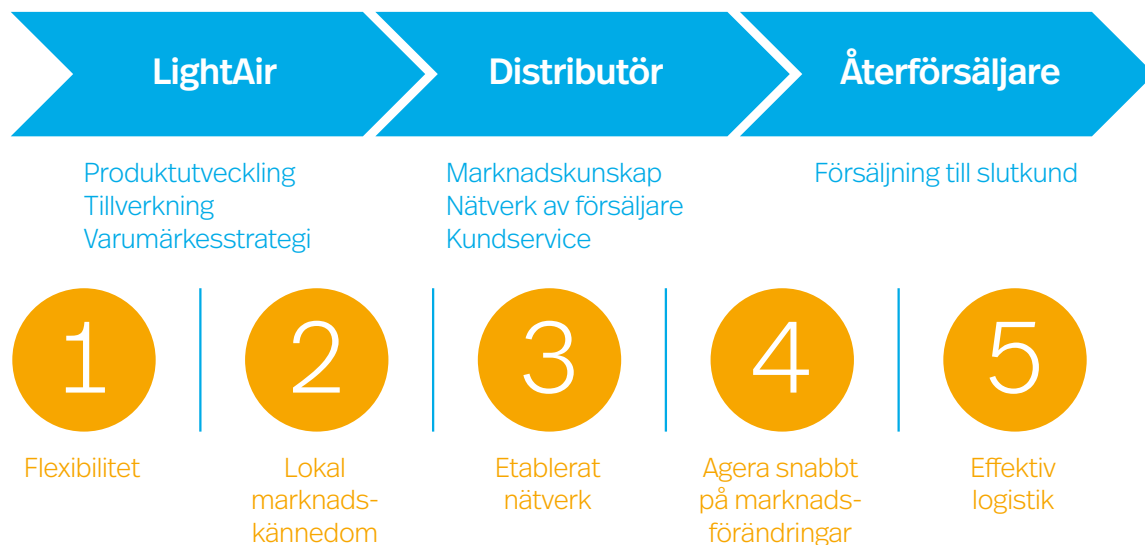 LightAir
Distributör
Återförsäljare
Produktutveckling
Tillverkning
Varumärkesstrategi
Marknadskunskap
Nätverk av försäljare
Kundservice
Försäljning till slutkund
1
Flexibilitet
2
Lokal
marknads-
kännedom
3
Etablerat
nätverk
4
Agera snabbt
på marknads-
förändringar
5
Effektiv
logistik